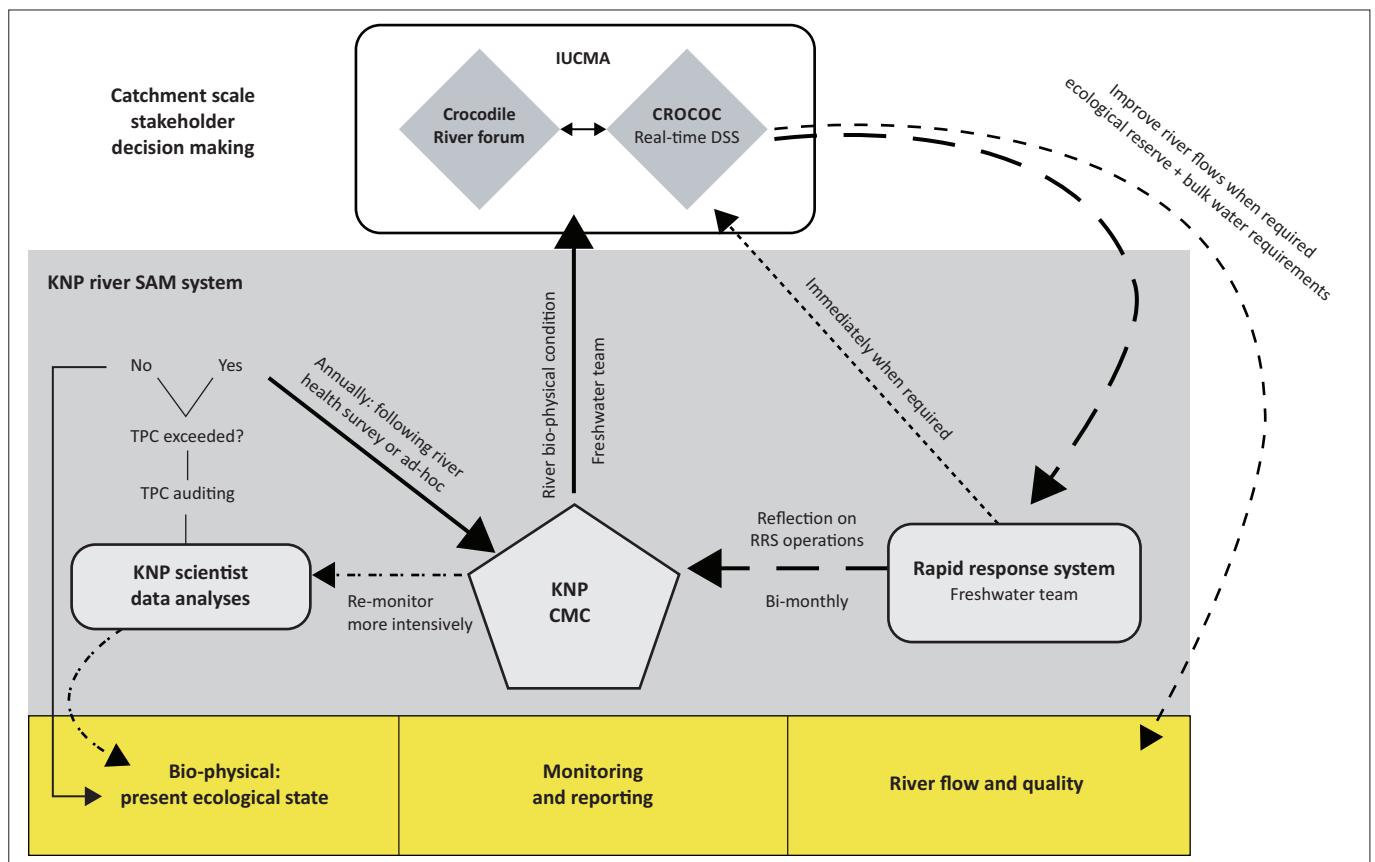 IUCMA
Catchment scale
stakeholder
decision making
Crocodile
River forum
CROCOC
Real-time DSS
Improve river flows when required
ecological reserve + bulk water requirements
KNP river SAM system
No
Yes
TPC exceeded?
TPC auditing
Annually: following river
health survey or ad-hoc
River bio-physical condition
Freshwater team
Immediately when required
KNP scientist
data analyses
Re-monitor
more intensively
KNP
CMC
Reflection on
RRS operations
Bi-monthly
Rapid response system
Freshwater team
Bio-physical:
present ecological state
Monitoring
and reporting
River flow and quality